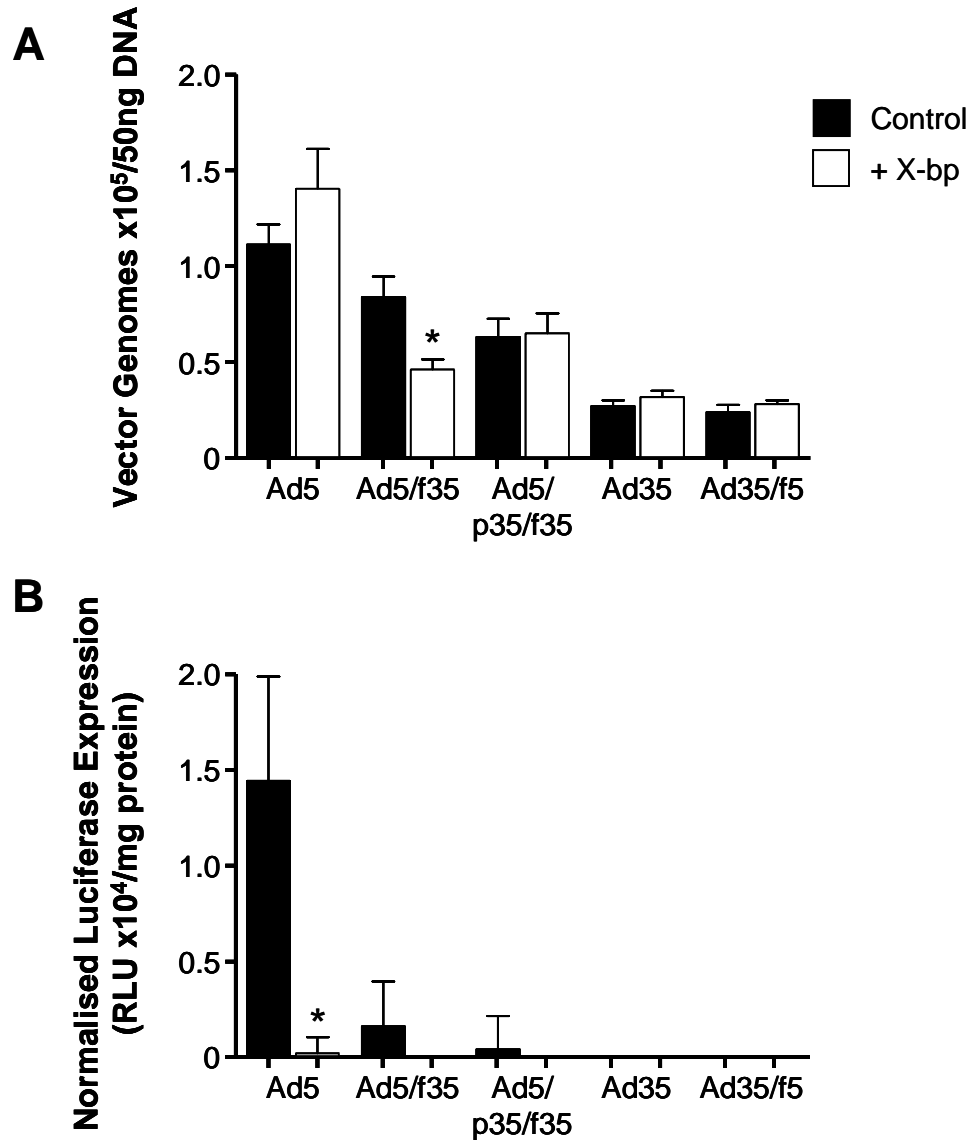 A
Vector Genomes x10⁵/50ng DNA
2.0
1.5
1.0
0.5
0
Control
+ X-bp
*
Ad5
Ad5/f35
Ad5/
p35/f35
Ad35
Ad35/f5
B
Normalised Luciferase Expression
(RLU x10⁴/mg protein)
2.0
1.5
1.0
0.5
0
*
Ad5
Ad5/f35
Ad5/
p35/f35
Ad35
Ad35/f5